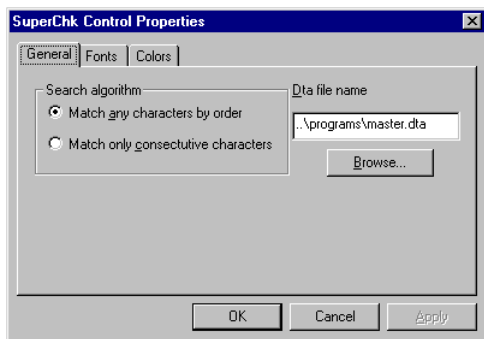 SuperChk Control Properties
General Fonts Colors
Search algorithm
Match any characters by order
Match only consectutive characters
Dta file name
..\programs\master.dta
Browse...
OK Cancel Apply